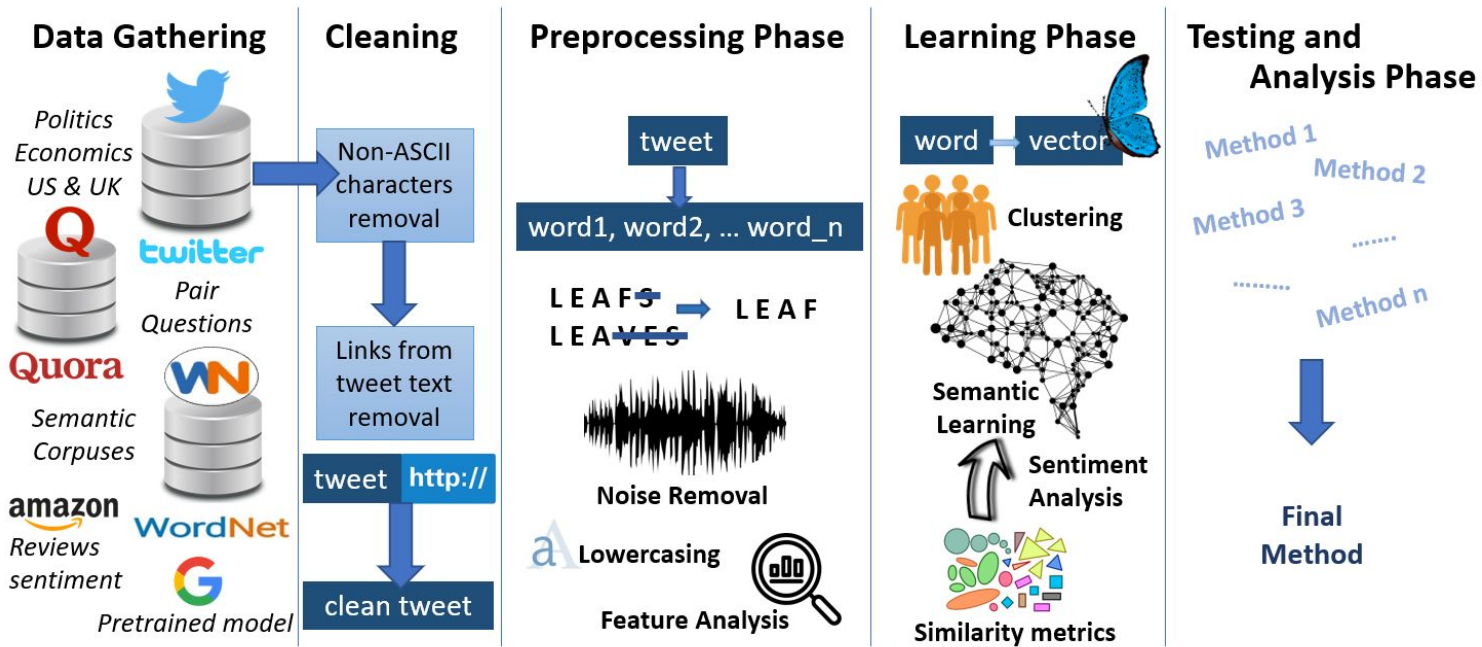 Data Gathering
Politics
Economics
US & UK
twitter
Q
Quora
Pair
Questions
WN
Semantic
Corpuses
amazon
Reviews
sentiment
WordNet
G
Pretrained model
Cleaning
Non-ASCII
characters
removal
Links from
tweet text
removal
tweet http://
clean tweet
Preprocessing Phase
tweet
word1, word2, ... word_n
LEAFS
LEAVES
LEAF
Noise Removal
aA Lowercasing
Feature Analysis
Learning Phase
word vector
Clustering
Semantic
Learning
Sentiment
Analysis
Similarity metrics
Testing and
Analysis Phase
Method 1
Method 2
Method 3
.......
.........
Method n
Final
Method